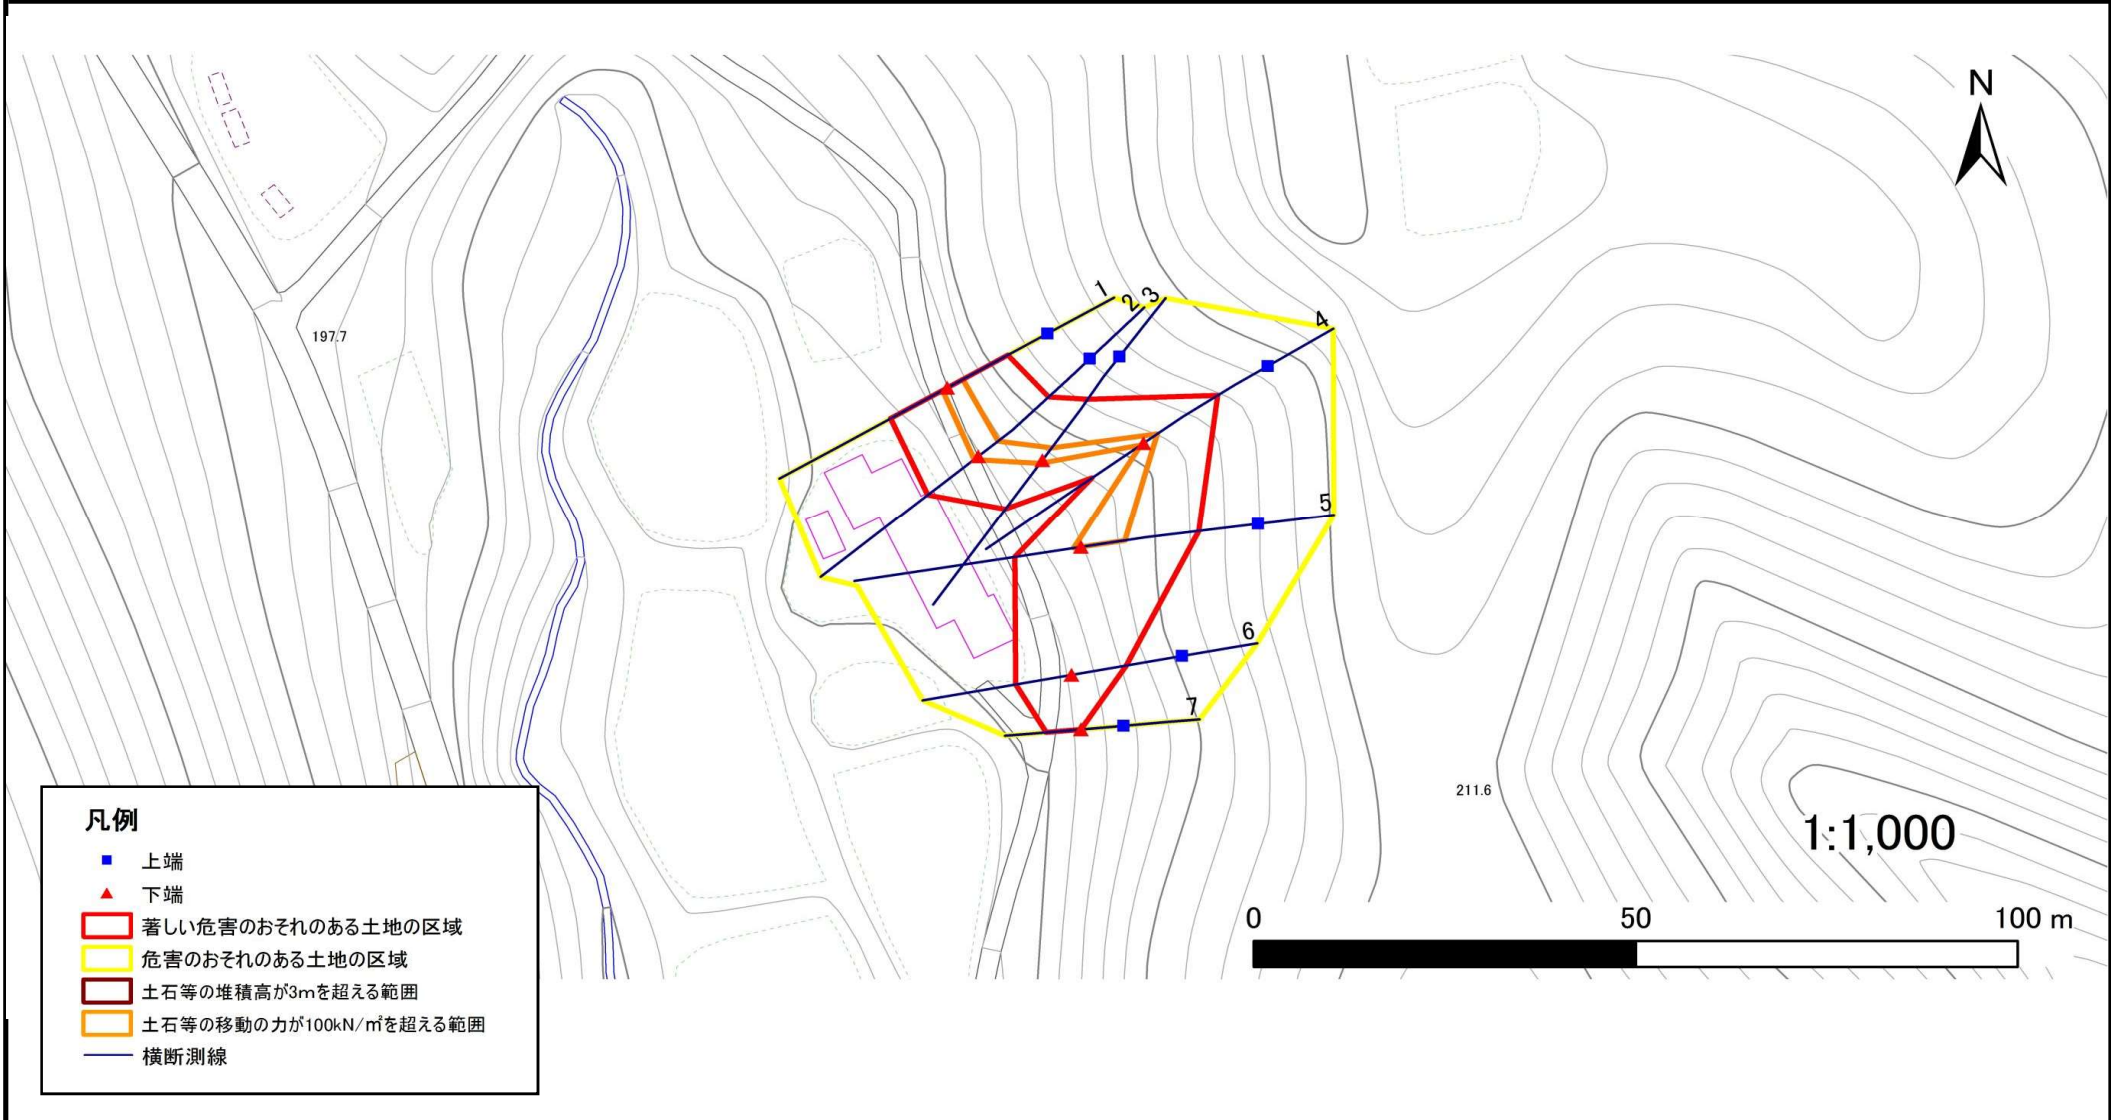 N
1
2
3
4
197.7
5
6
7
211.6
1:1,000
凡例
上端
下端
著しい危害のおそれのある土地の区域
危害のおそれのある土地の区域
土石等の堆積高が3mを超える範囲
土石等の移動の力が100kN/㎡を超える範囲
横断測線
0 50 100 m